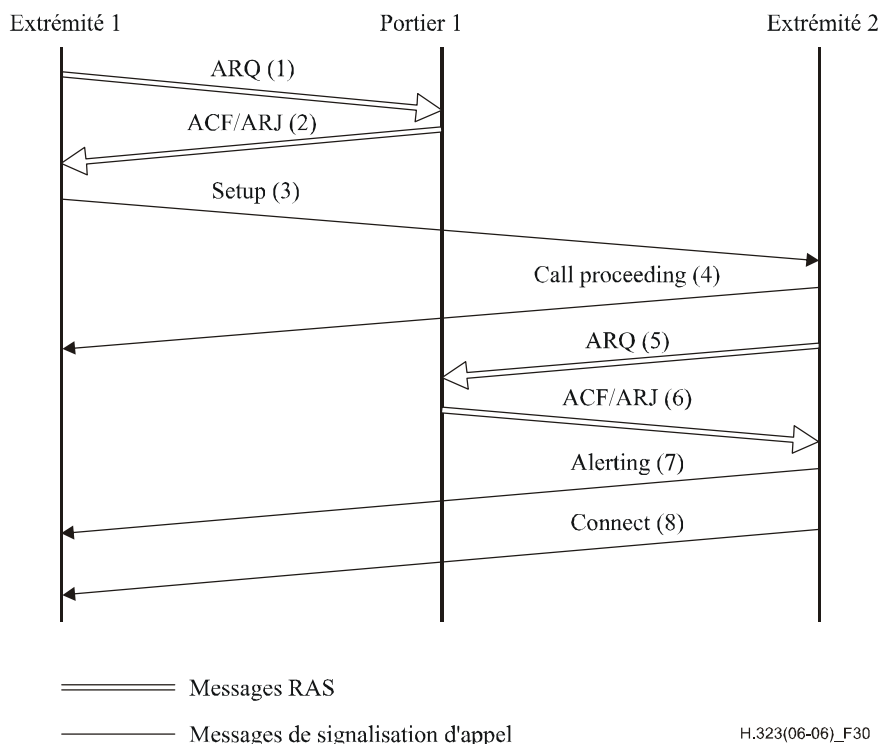 Extrémité 1
Portier 1
Extrémité 2
ARQ (1)
ACF/ARJ (2)
Setup (3)
Call proceeding (4)
ARQ (5)
ACF/ARJ (6)
Alerting (7)
Connect (8)
Messages RAS
Messages de signalisation d'appel
H.323(06-06)_F30